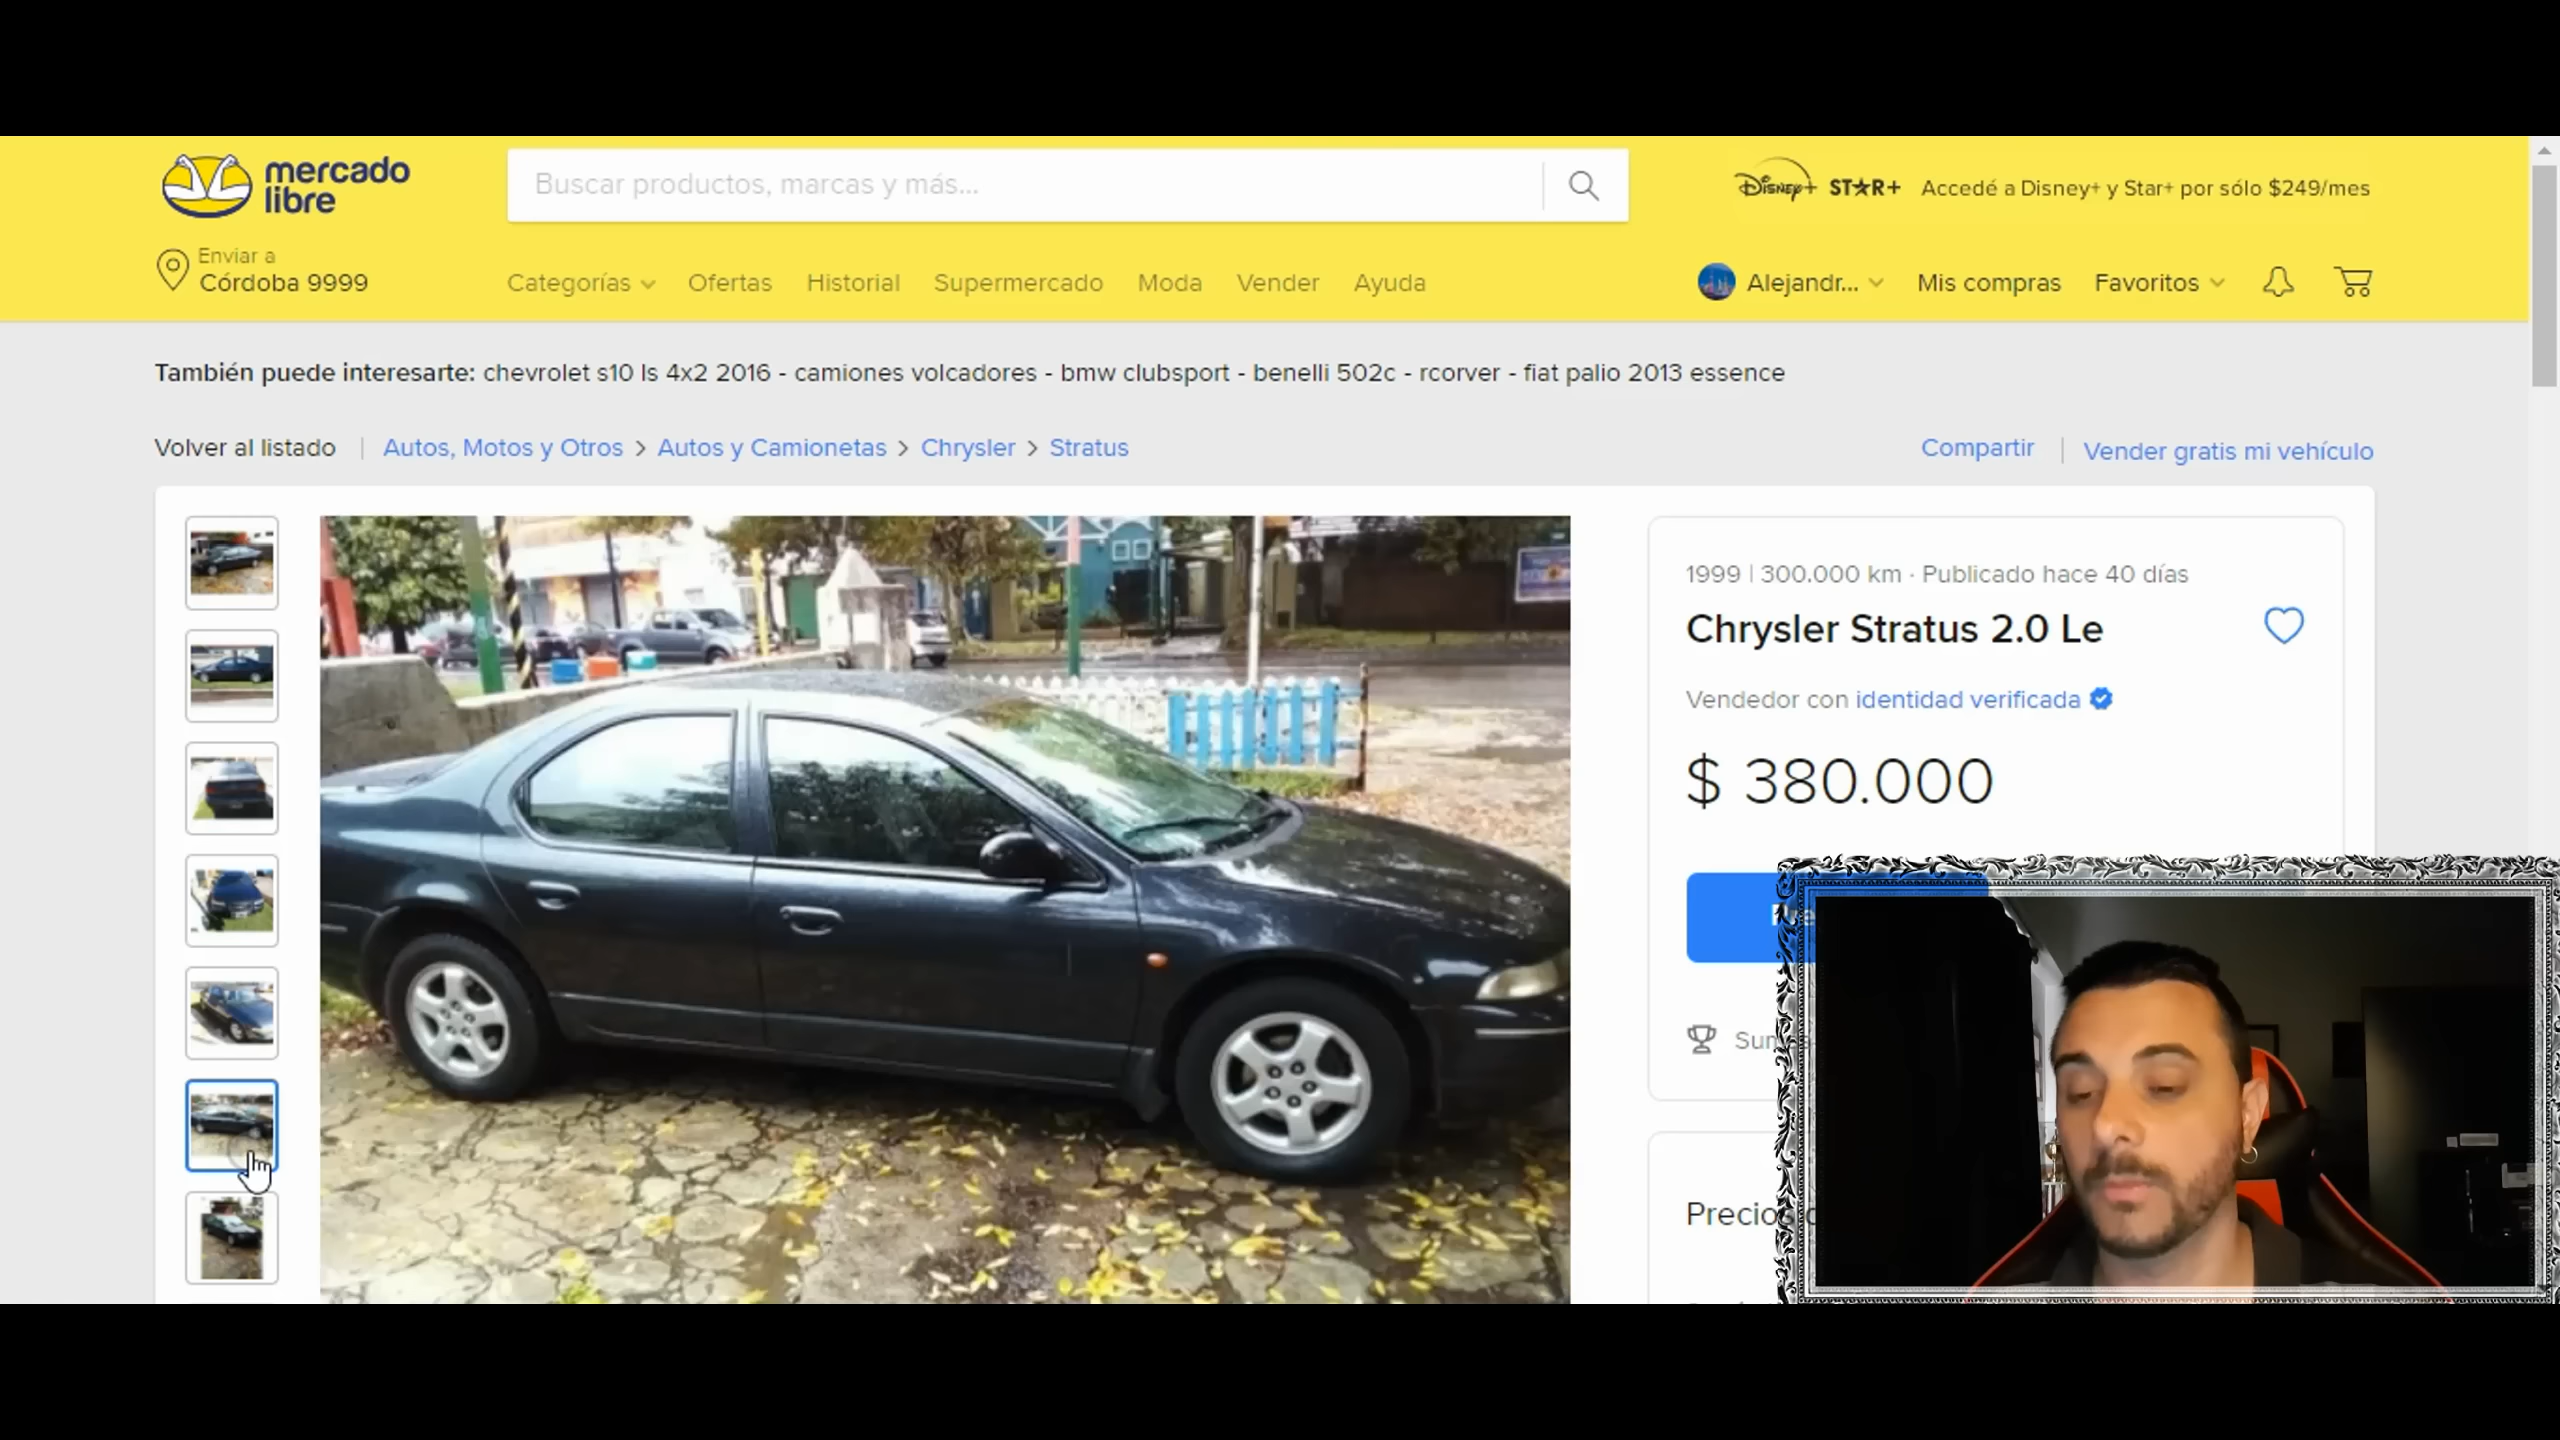 mercado
libre
Buscar productos, marcas y más...
Disney+ STAR+ Accedé a Disney+ y Star+ por sólo $249/mes
Enviar a
Córdoba 9999
Categorías Ofertas Historial Supermercado Moda Vender Ayuda
Alejandr... Mis compras Favoritos
También puede interesarte: chevrolet s10 ls 4x2 2016 - camiones volcadores - bmw clubsport - benelli 502c - rcorver - fiat palio 2013 essence
Volver al listado | Autos, Motos y Otros > Autos y Camionetas > Chrysler > Stratus
Compartir | Vender gratis mi vehículo
1999 | 300.000 km · Publicado hace 40 días
Chrysler Stratus 2.0 Le
Vendedor con identidad verificada
$ 380.000
Precios